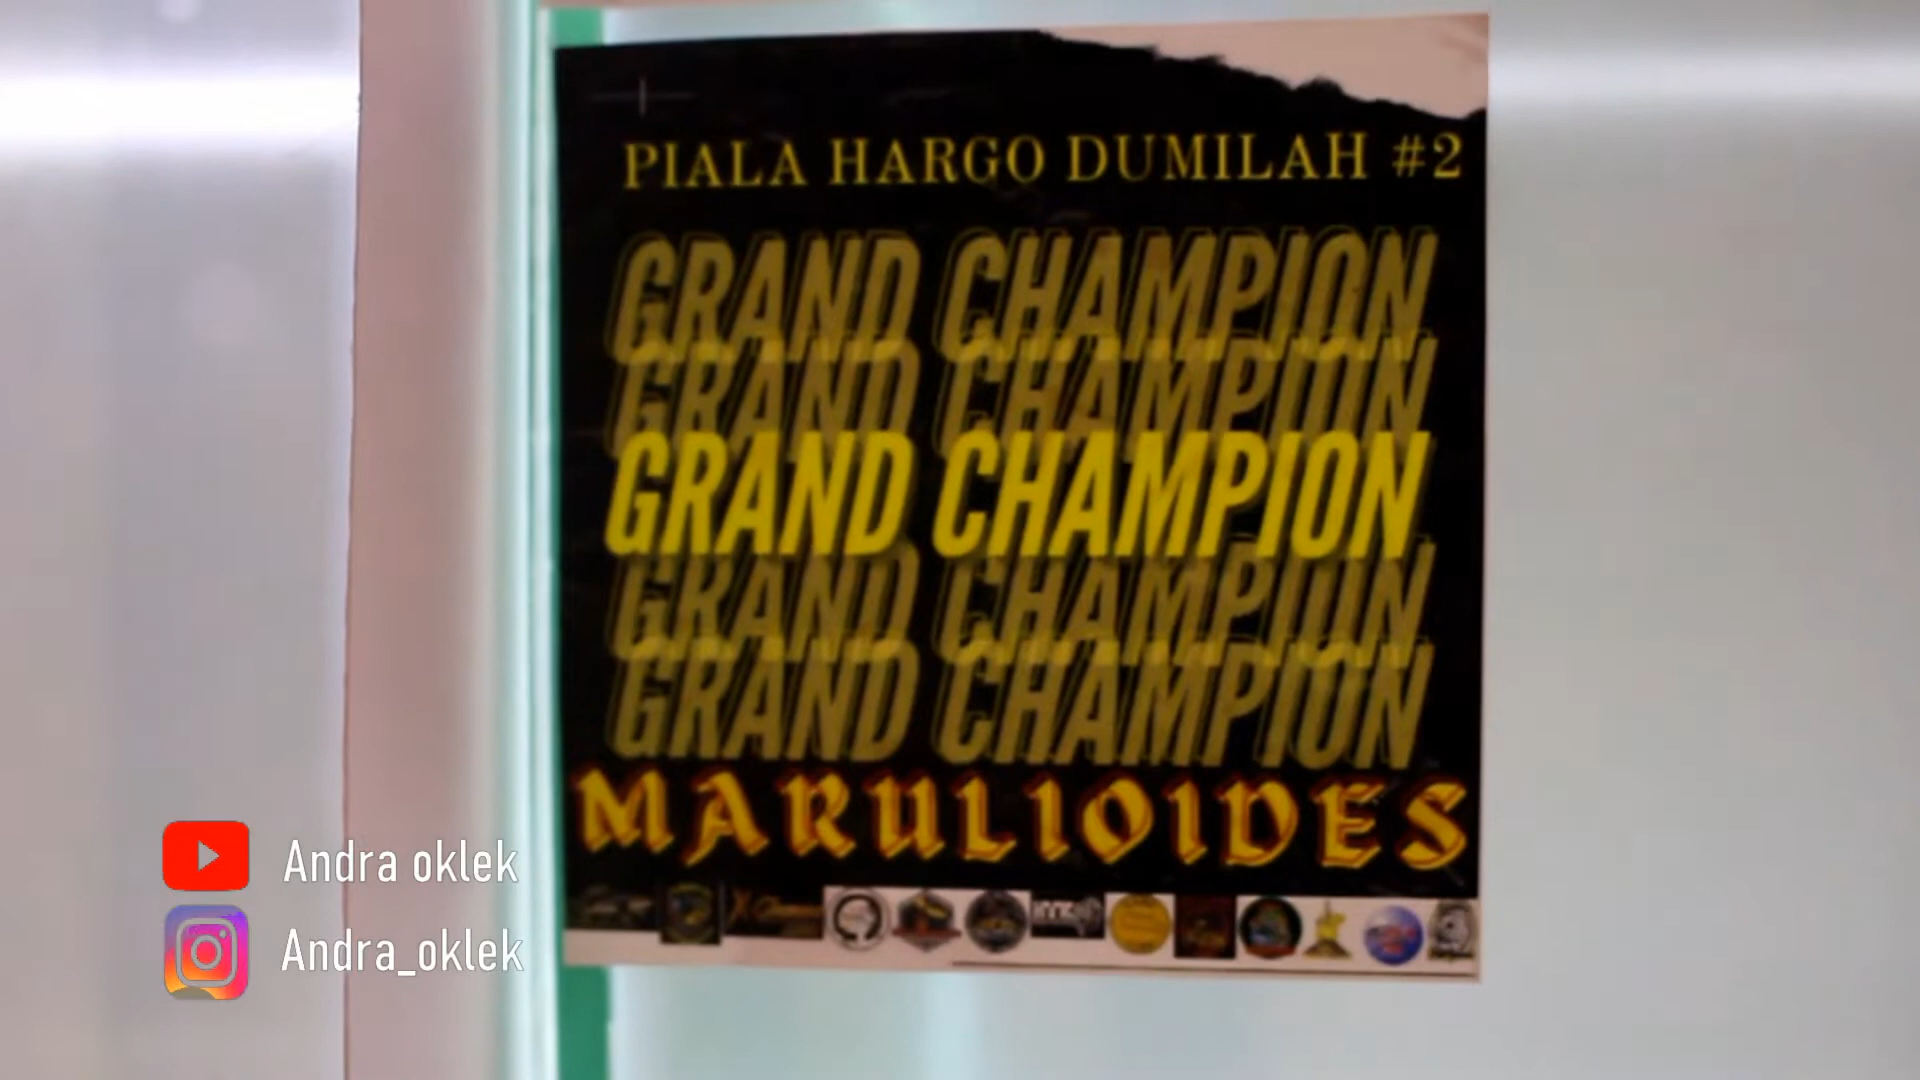 PIALA HARGO DUMILAH #2
GRAND CHAMPION
GRAND CHAMPION
GRAND CHAMPION
GRAND CHAMPION
GRAND CHAMPION
MARULIOIDES
Andra oklek
Andra_oklek